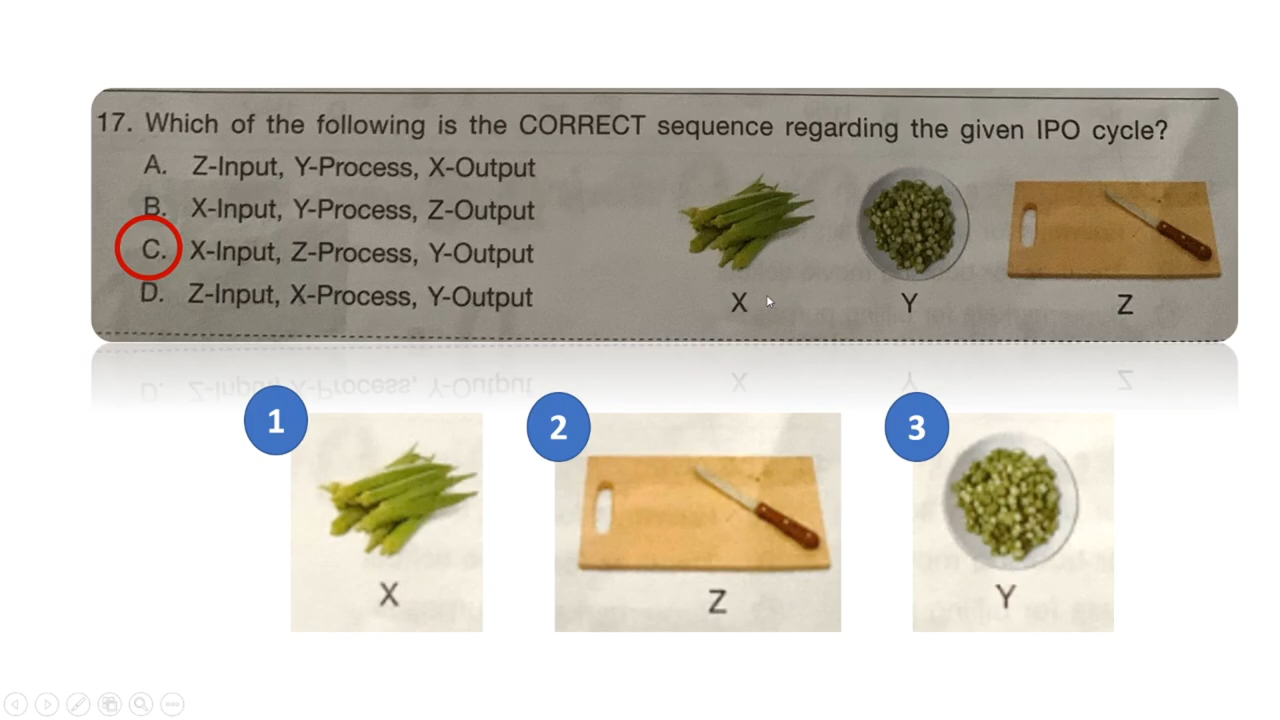 17. Which of the following is the CORRECT sequence regarding the given IPO cycle?
A. Z-Input, Y-Process, X-Output
B. X-Input, Y-Process, Z-Output
C. X-Input, Z-Process, Y-Output
D. Z-Input, X-Process, Y-Output
X Y Z
1 2 3
X Z Y